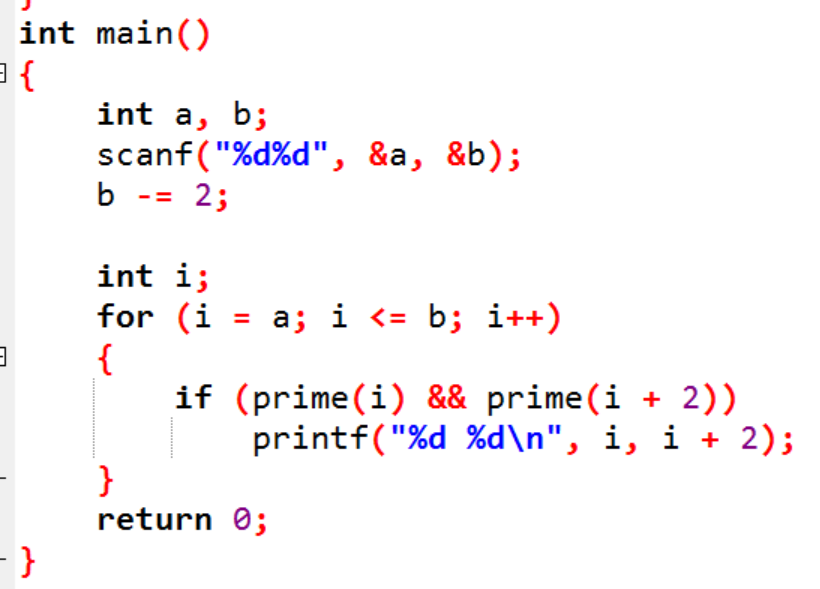 }
int main()
{
    int a, b;
    scanf("%d%d", &a, &b);
    b -= 2;

    int i;
    for (i = a; i <= b; i++)
    {
        if (prime(i) && prime(i + 2))
            printf("%d %d\n", i, i + 2);
    }
    return 0;
}